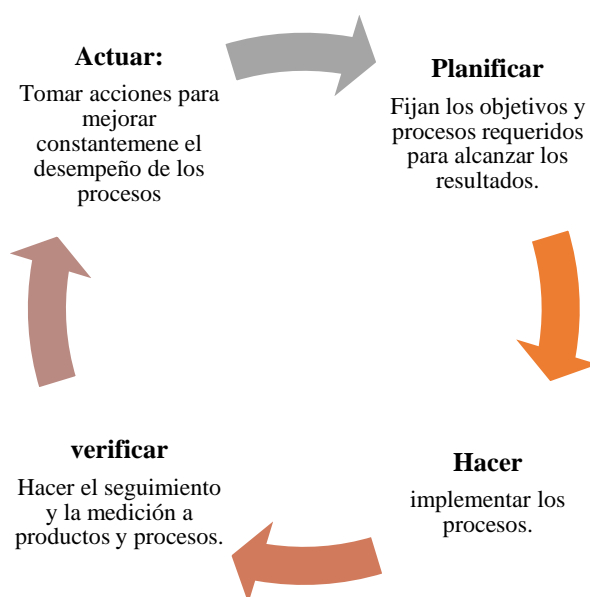 Actuar:
Tomar acciones para
mejorar
constantemene el
desempeño de los
procesos
Planificar
Fijan los objetivos y
procesos requeridos
para alcanzar los
resultados.
verificar
Hacer el seguimiento
y la medición a
productos y procesos.
Hacer
implementar los
procesos.